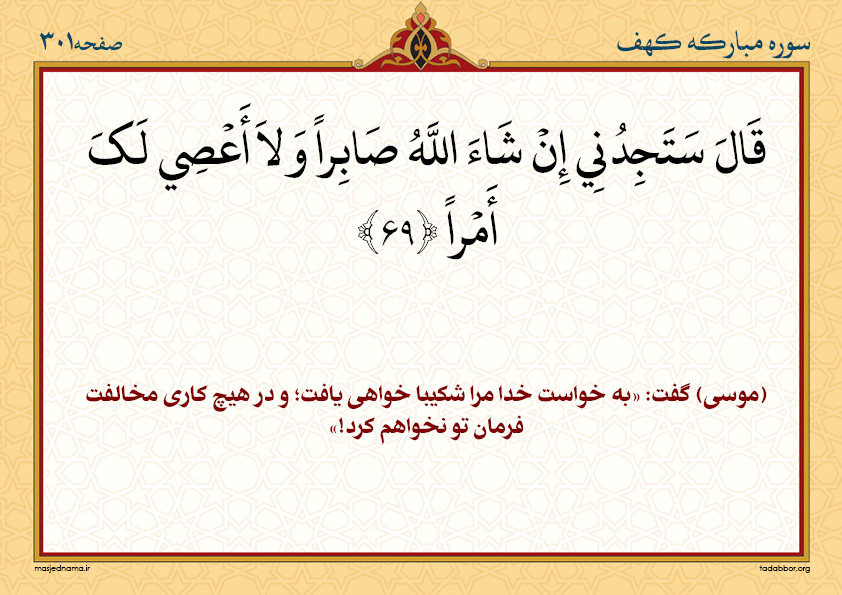 سوره مبارکه کهف
صفحه۳۰۱
قَالَ سَتَجِدُنِي إِنْ شَاءَ اللَّهُ صَابِراً وَ لاَ أَعْصِي لَکَ
أَمْراً ﴿۶۹﴾
(موسی) گفت: «به خواست خدا مرا شکیبا خواهی یافت؛ و در هیچ کاری مخالفت
فرمان تو نخواهم کرد!»
masjednama.ir
tadabbor.org